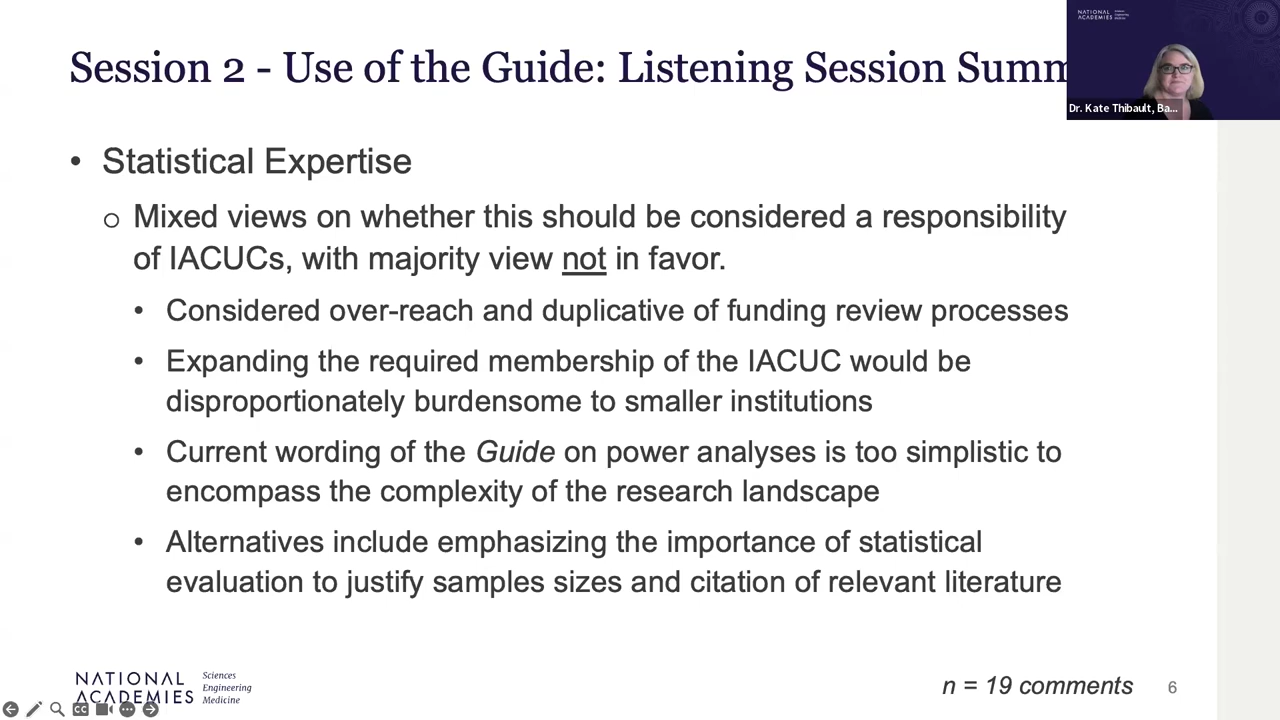 Session 2 - Use of the Guide: Listening Session Summ
NATIONAL ACADEMIES
Dr. Kate Thibault, Ba...
• Statistical Expertise
o Mixed views on whether this should be considered a responsibility
of IACUCs, with majority view not in favor.
• Considered over-reach and duplicative of funding review processes
• Expanding the required membership of the IACUC would be
disproportionately burdensome to smaller institutions
• Current wording of the Guide on power analyses is too simplistic to
encompass the complexity of the research landscape
• Alternatives include emphasizing the importance of statistical
evaluation to justify samples sizes and citation of relevant literature
NATIONAL
ACADEMIES
Sciences
Engineering
Medicine
CC
n = 19 comments
6